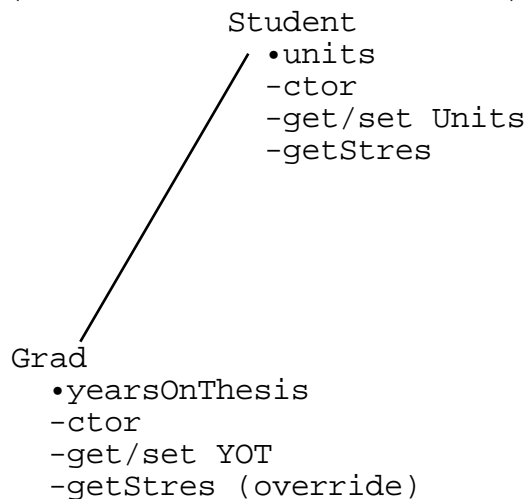 Student
•units
-ctor
-get/set Units
-getStres
Grad
•yearsOnThesis
-ctor
-get/set YOT
-getStres (override)